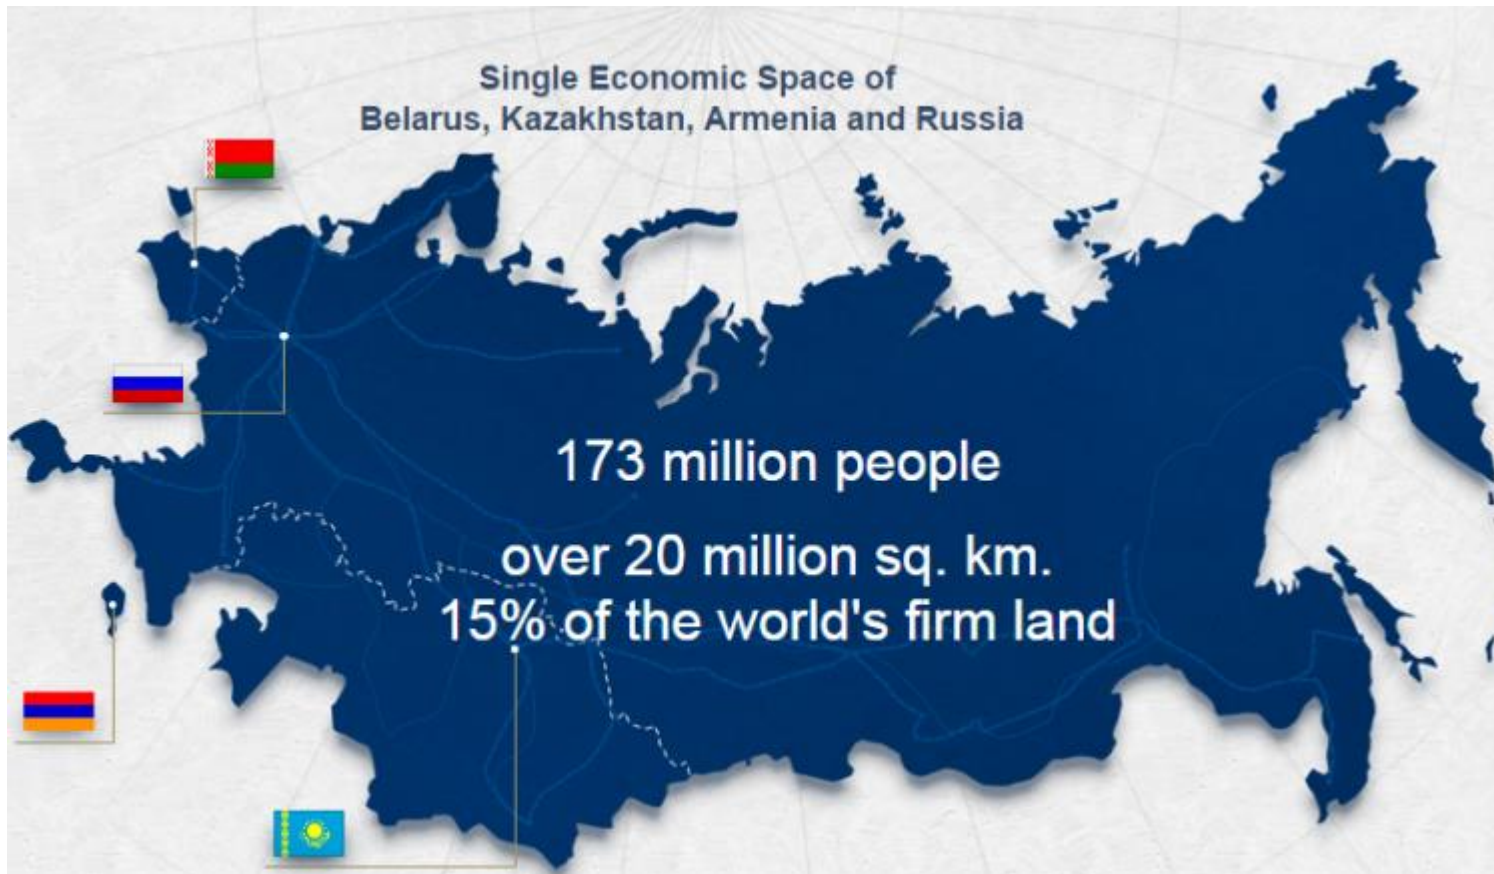 Single Economic Space of
Belarus, Kazakhstan, Armenia and Russia
173 million people
over 20 million sq. km.
15% of the world's firm land